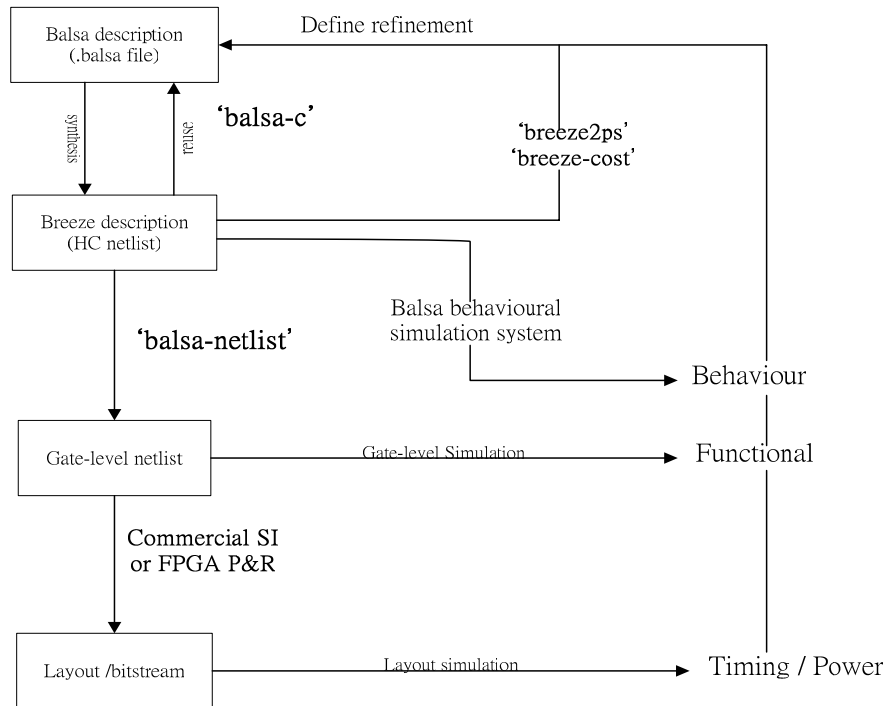 Balsa description
(.balsa file)
Define refinement
synthesis
reuse
‘balsa-c’
‘breeze2ps’
‘breeze-cost’
Breeze description
(HC netlist)
Balsa behavioural
simulation system
‘balsa-netlist’
Behaviour
Gate-level netlist
Gate-level Simulation
Functional
Commercial SI
or FPGA P&R
Layout /bitstream
Layout simulation
Timing / Power